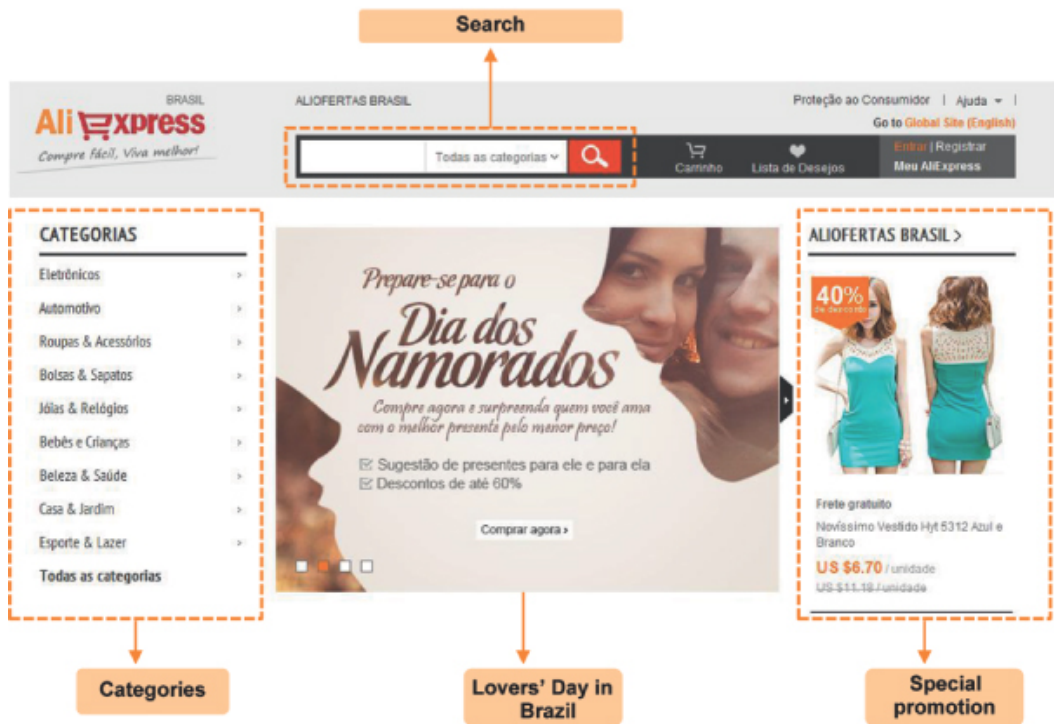 Search
BRASIL
AliExpress
Compre fácil, Viva melhor!
ALIOFERTAS BRASIL
Proteção ao Consumidor | Ajuda |
Go to Global Site (English)
Todas as categorias
Carrinho
Lista de Desejos
Entrar | Registrar
Meu AliExpress
CATEGORIAS
Eletrônicos
Automotivo
Roupas & Acessórios
Bolsas & Sapatos
Jóias & Relógios
Bebês e Crianças
Beleza & Saúde
Casa & Jardim
Esporte & Lazer
Todas as categorias
Prepare-se para o
Dia dos
Namorados
Compre agora e surpreenda quem você ama
com o melhor presente pelo menor preço!
Sugestão de presentes para ele e para ela
Descontos de até 60%
Comprar agora ›
ALIOFERTAS BRASIL >
40%
de desconto
Frete gratuito
Novíssimo Vestido Hyt 5312 Azul e
Branco
US $6.70 / unidade
US $11.18 / unidade
Categories
Lovers' Day in
Brazil
Special
promotion